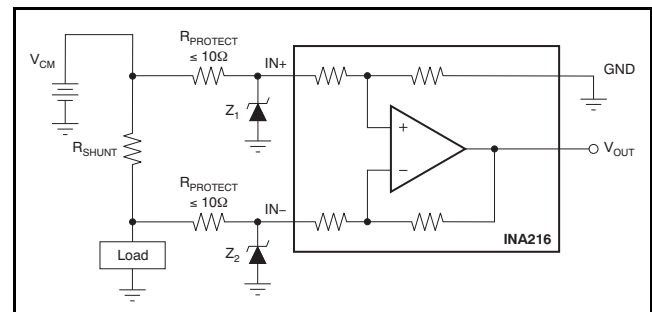 V_CM
R_PROTECT
≤ 10Ω
IN+
GND
Z_1
+
R_SHUNT
−
V_OUT
R_PROTECT
≤ 10Ω
IN−
INA216
Load
Z_2